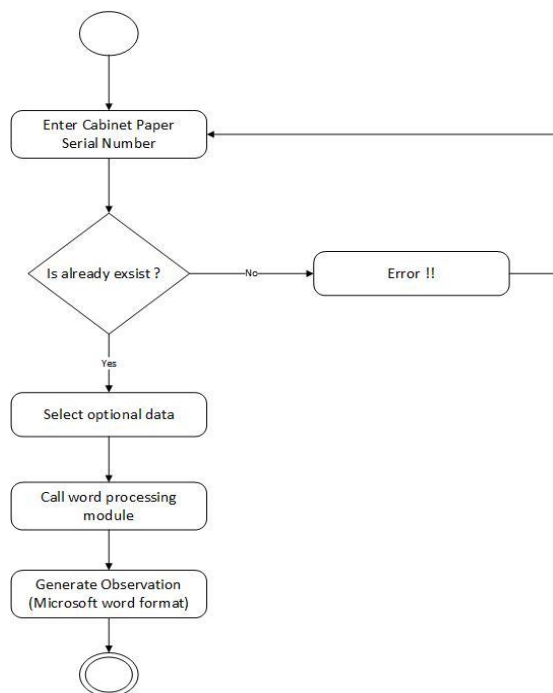 Enter Cabinet Paper
Serial Number
Is already exsist ?
No
Error !!
Yes
Select optional data
Call word processing
module
Generate Observation
(Microsoft word format)